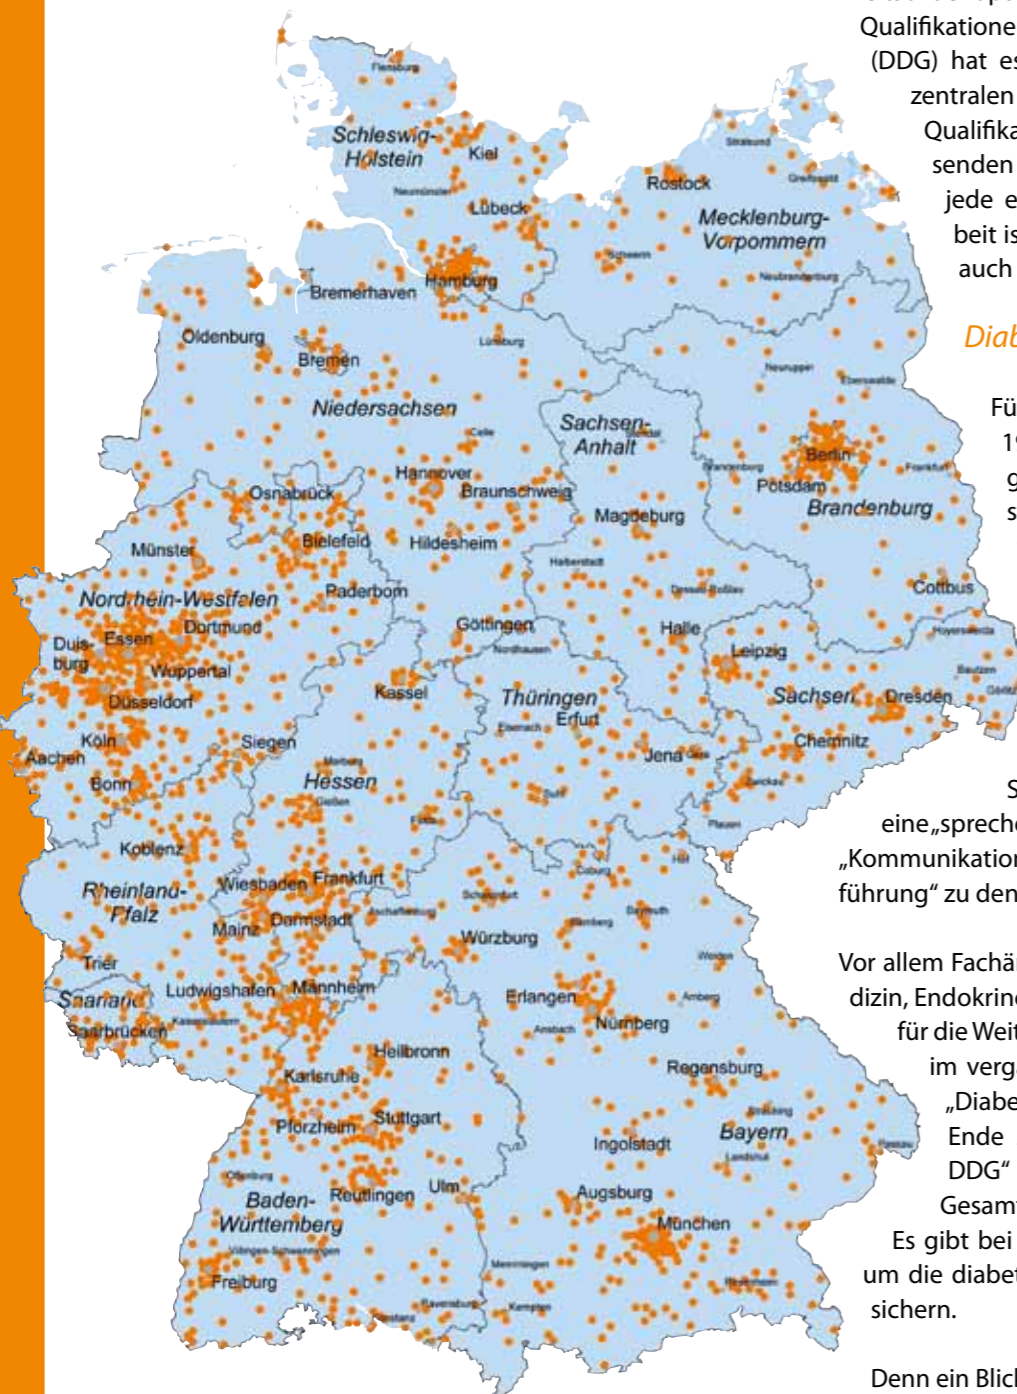 Qualifikatione
(DDG) hat es
zentralen
Qualifika
senden
jede e
beit is
auch
Diab
Fü
19
g
s
S
eine „spreche
„Kommunikation
führung“ zu den
Vor allem Fachär
dizin, Endokrino
für die Weit
im verga
„Diabe
Ende
DDG“
Gesamt
Es gibt bei
um die diabet
sichern.
Denn ein Blick
Flensburg
Schleswig-
Holstein
Kiel
Neumünster
Lübeck
Hamburg
Stralsund
Greifswald
Rostock
Mecklenburg-
Vorpommern
Schwerin
Neubrandenburg
Bremerhaven
Oldenburg
Bremen
Lüneburg
Niedersachsen
Celle
Hannover
Braunschweig
Osnabrück
Hildesheim
Neuruppin
Eberswalde
Sachsen-
Anhalt
Stendal
Brandenburg
Berlin
Potsdam
Frankfurt
Brandenburg
Magdeburg
Halberstadt
Dessau-Roßlau
Cottbus
Münster
Bielefeld
Nordrhein-Westfalen
Paderborn
Duis-
burg
Essen
Dortmund
Wuppertal
Düsseldorf
Köln
Aachen
Bonn
Siegen
Göttingen
Nordhausen
Halle
Leipzig
Hoyerswerda
Bautzen
Görlitz
Kassel
Thüringen
Eisenach
Erfurt
Sachsen
Dresden
Jena
Gera
Chemnitz
Zwickau
Plauen
Marburg
Hessen
Gießen
Fulda
Suhl
Koblenz
Wiesbaden
Frankfurt
Rheinland-
Pfalz
Mainz
Darmstadt
Aschaffenburg
Schweinfurt
Coburg
Hof
Bamberg
Bayreuth
Trier
Würzburg
Weiden
Saarland
Ludwigshafen
Mannheim
Erlangen
Amberg
Saarbrücken
Kaiserslautern
Ansbach
Nürnberg
Heilbronn
Karlsruhe
Regensburg
Pforzheim
Stuttgart
Straubing
Ingolstadt
Bayern
Passau
Landshut
Offenburg
Baden-
Württemberg
Reutlingen
Ulm
Augsburg
München
Villingen-Schwenningen
Freiburg
Memmingen
Rosenheim
Ravensburg
Konstanz
Kempten